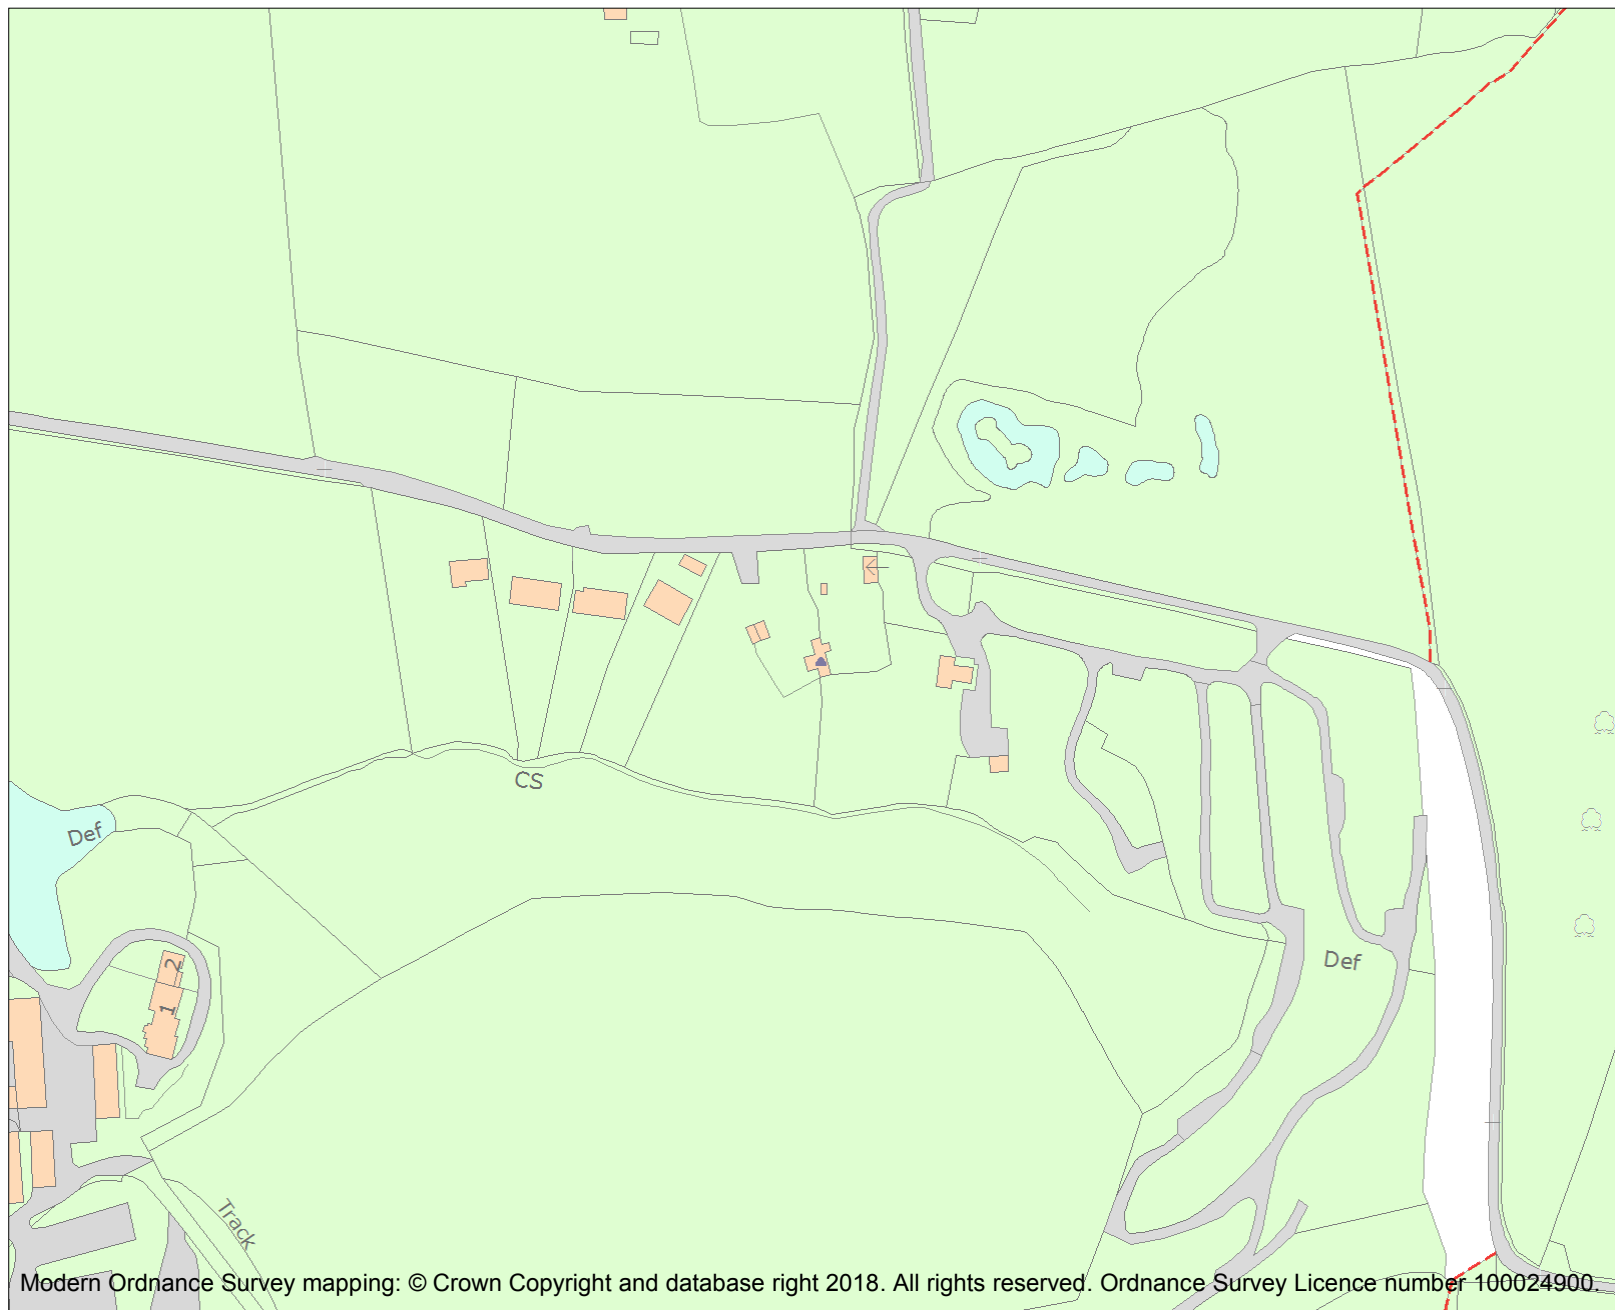 CS
Def
2
Def
1
Track
Modern Ordnance Survey mapping: © Crown Copyright and database right 2018. All rights reserved. Ordnance Survey Licence number 100024900.